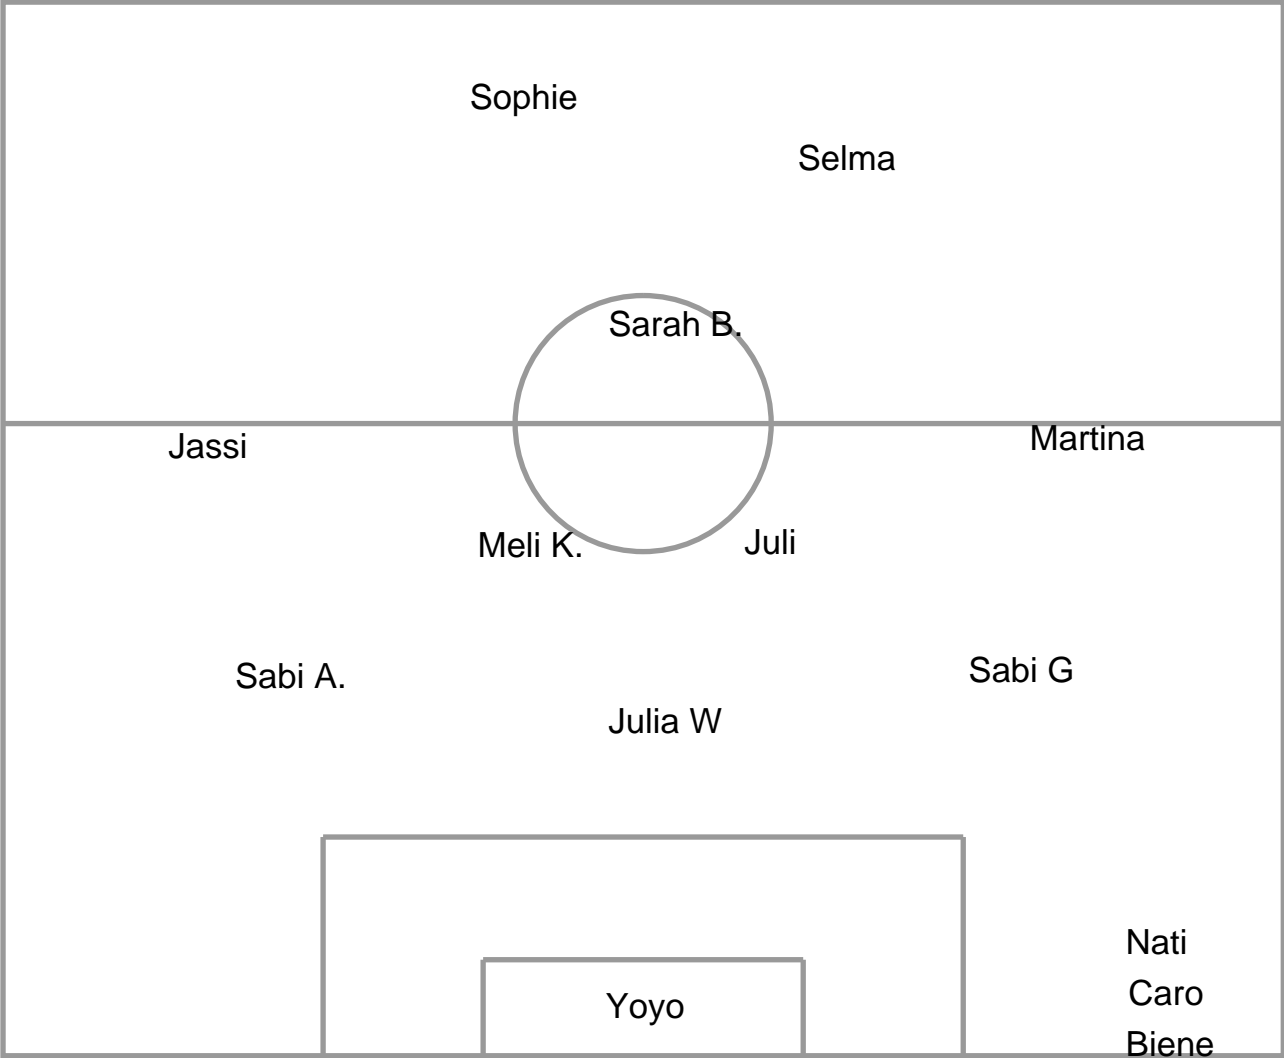 Sophie
Selma
Sarah B.
Jassi
Martina
Meli K.
Juli
Sabi A.
Sabi G
Julia W
Nati
Caro
Yoyo
Biene